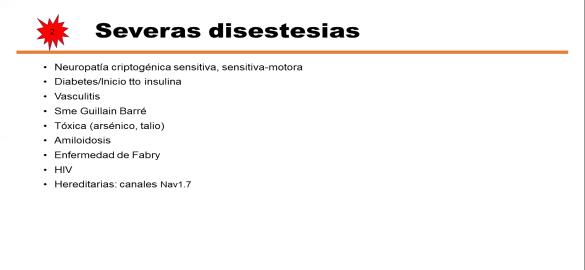 2
Severas disestesias
• Neuropatía criptogénica sensitiva, sensitiva-motora
• Diabetes/Inicio tto insulina
• Vasculitis
• Sme Guillain Barré
• Tóxica (arsénico, talio)
• Amiloidosis
• Enfermedad de Fabry
• HIV
• Hereditarias: canales Nav1.7